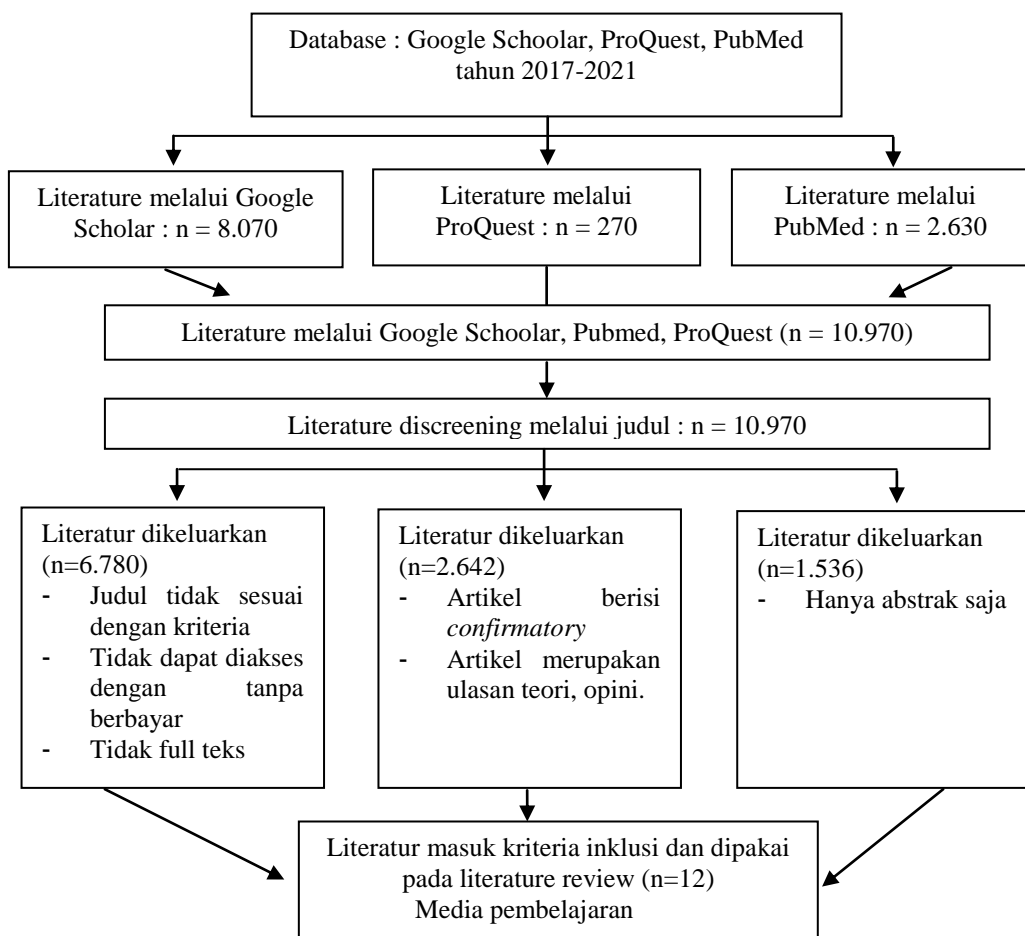 Database : Google Schoolar, ProQuest, PubMed
tahun 2017-2021
Literature melalui Google
Scholar : n = 8.070
Literature melalui
ProQuest : n = 270
Literature melalui
PubMed : n = 2.630
Literature melalui Google Schoolar, Pubmed, ProQuest (n = 10.970)
Literature discreening melalui judul : n = 10.970
Literatur dikeluarkan
(n=6.780)
- Judul tidak sesuai
dengan kriteria
- Tidak dapat diakses
dengan tanpa
berbayar
- Tidak full teks
Literatur dikeluarkan
(n=2.642)
- Artikel berisi
confirmatory
- Artikel merupakan
ulasan teori, opini.
Literatur dikeluarkan
(n=1.536)
- Hanya abstrak saja
Literatur masuk kriteria inklusi dan dipakai
pada literature review (n=12)
Media pembelajaran